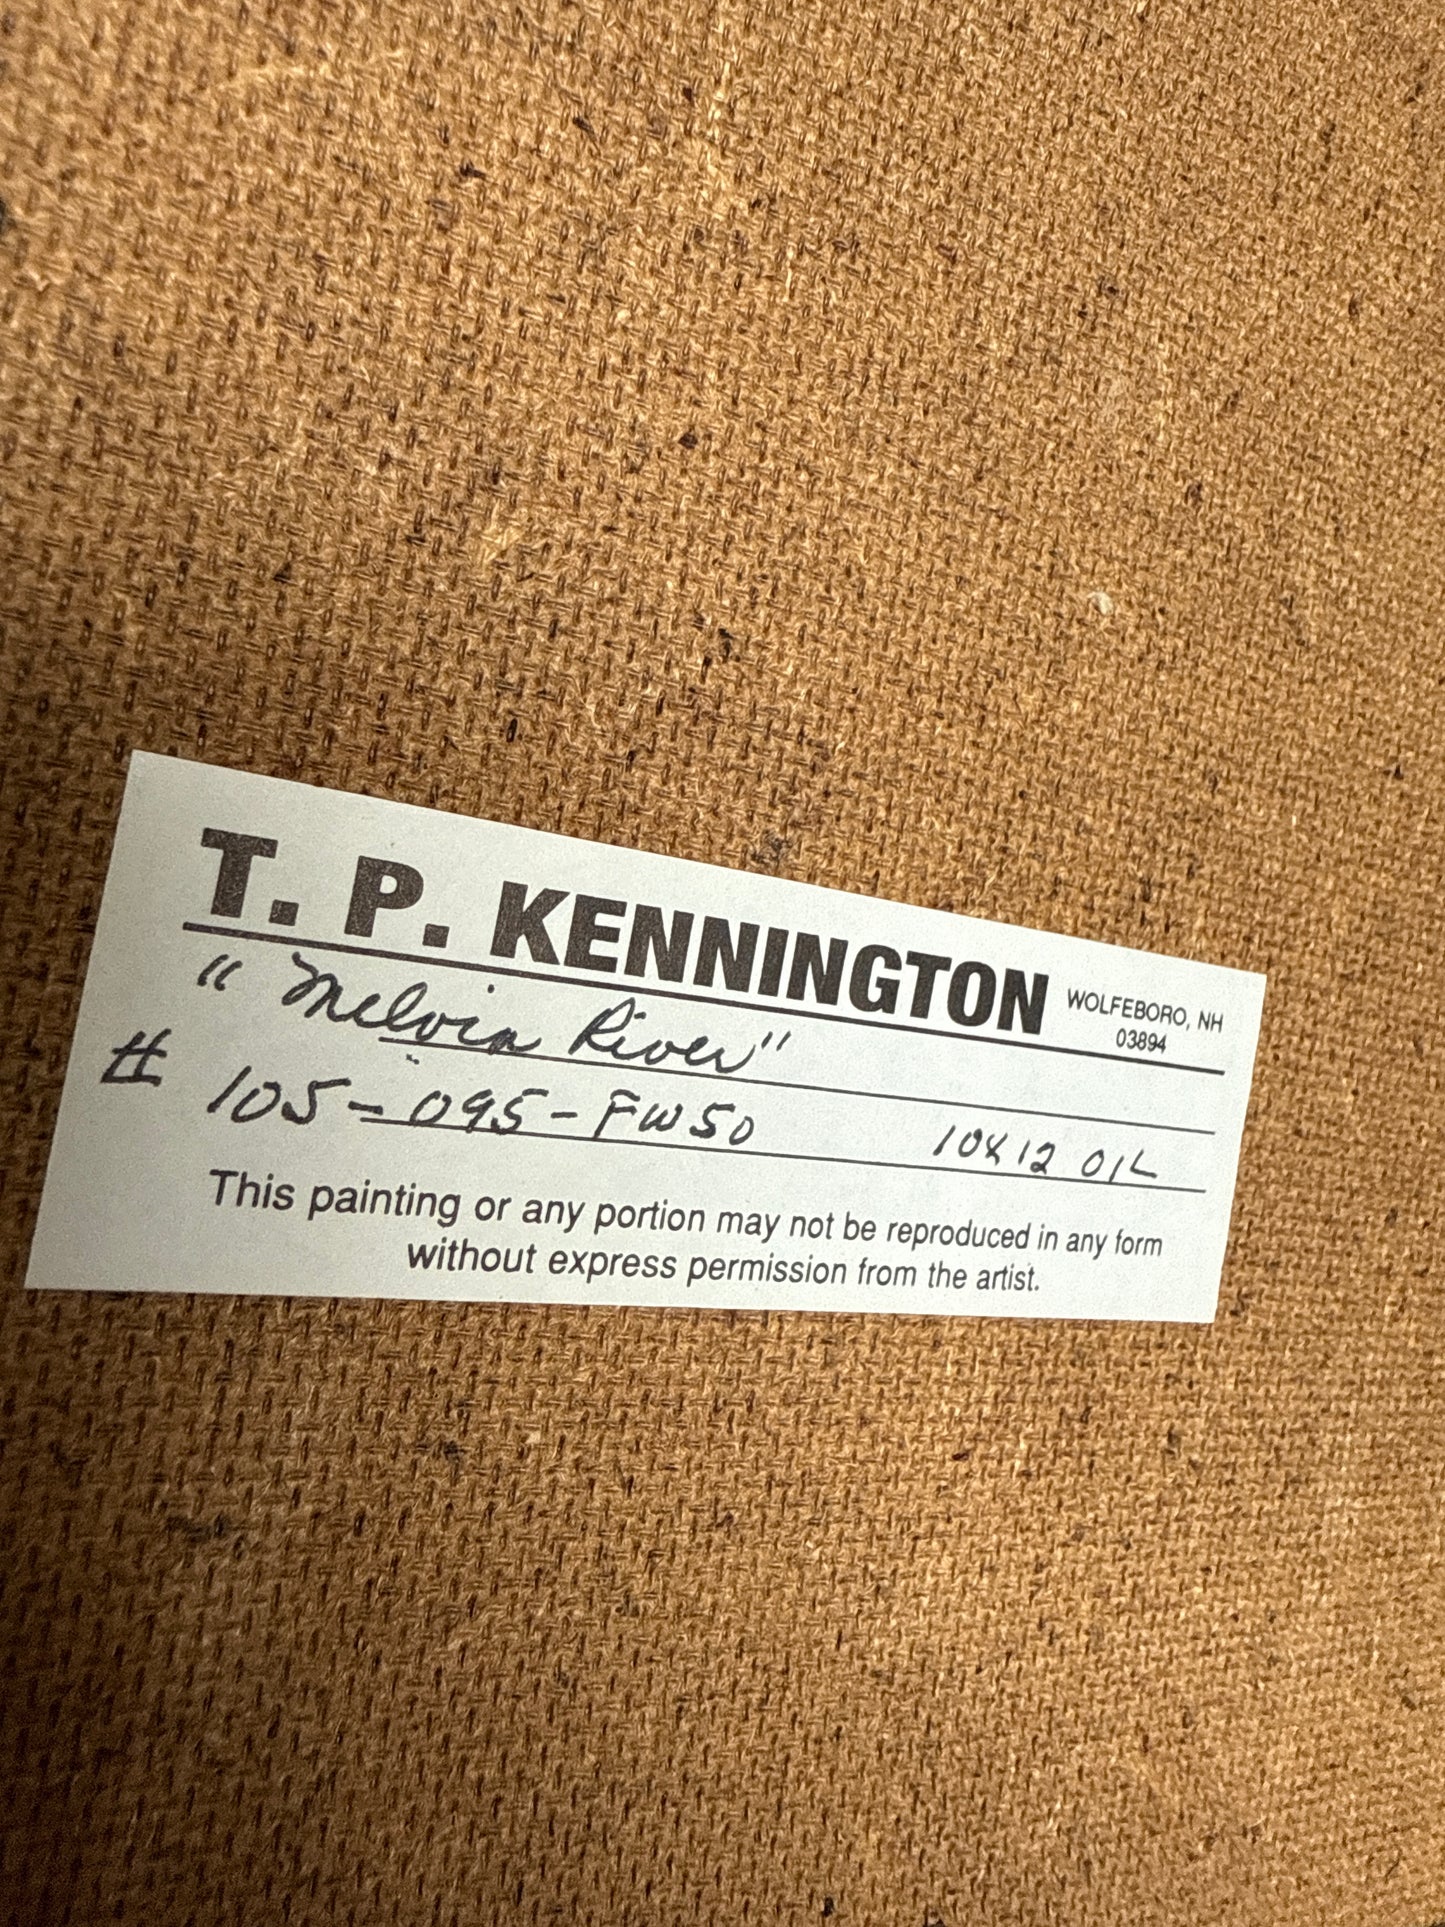 T. P. KENNINGTON WOLFEBORO, NH
03894
"Melvin River"
# 105-095-FW50 10X12 OIL
This painting or any portion may not be reproduced in any form
without express permission from the artist.